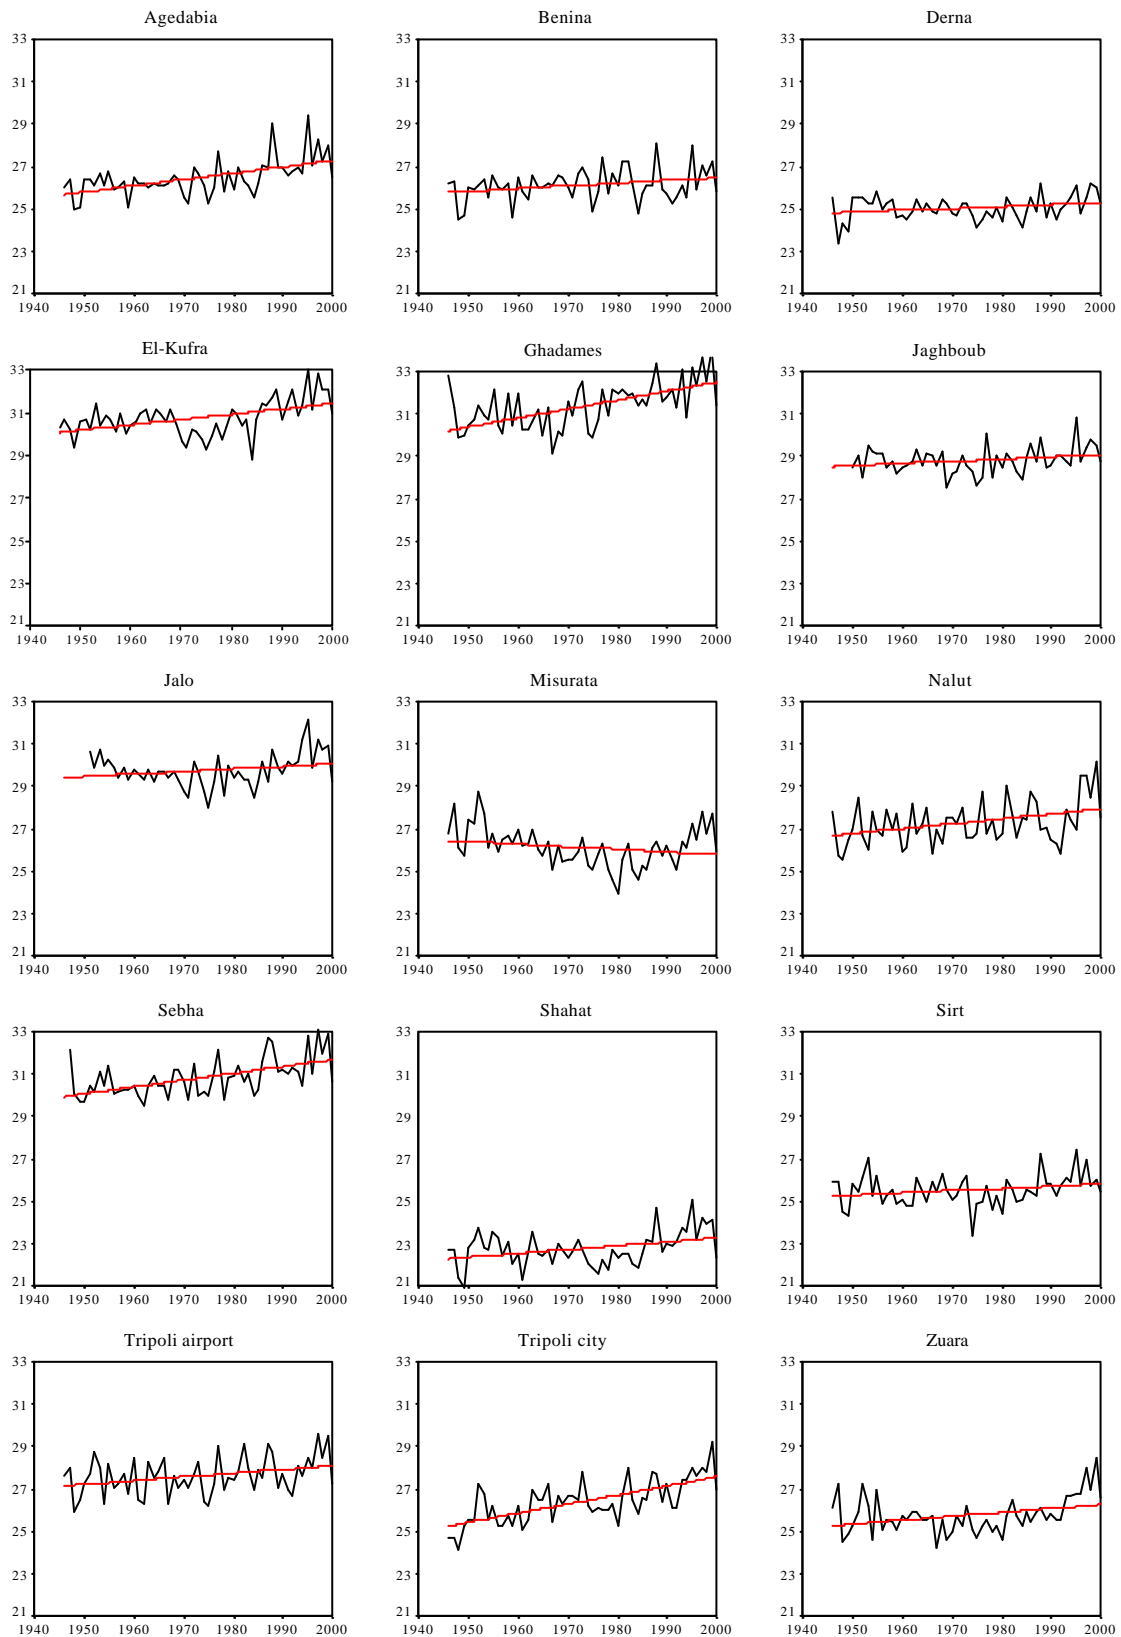 Agedabia Benina Derna
33 33 33
31 31 31
29 29 29
27 27 27
25 25 25
23 23 23
21 21 21
1940 1950 1960 1970 1980 1990 2000 1940 1950 1960 1970 1980 1990 2000 1940 1950 1960 1970 1980 1990 2000
El-Kufra Ghadames Jaghboub
33 33 33
31 31 31
29 29 29
27 27 27
25 25 25
23 23 23
21 21 21
1940 1950 1960 1970 1980 1990 2000 1940 1950 1960 1970 1980 1990 2000 1940 1950 1960 1970 1980 1990 2000
Jalo Misurata Nalut
33 33 33
31 31 31
29 29 29
27 27 27
25 25 25
23 23 23
21 21 21
1940 1950 1960 1970 1980 1990 2000 1940 1950 1960 1970 1980 1990 2000 1940 1950 1960 1970 1980 1990 2000
Sebha Shahat Sirt
33 33 33
31 31 31
29 29 29
27 27 27
25 25 25
23 23 23
21 21 21
1940 1950 1960 1970 1980 1990 2000 1940 1950 1960 1970 1980 1990 2000 1940 1950 1960 1970 1980 1990 2000
Tripoli airport Tripoli city Zuara
33 33 33
31 31 31
29 29 29
27 27 27
25 25 25
23 23 23
21 21 21
1940 1950 1960 1970 1980 1990 2000 1940 1950 1960 1970 1980 1990 2000 1940 1950 1960 1970 1980 1990 2000